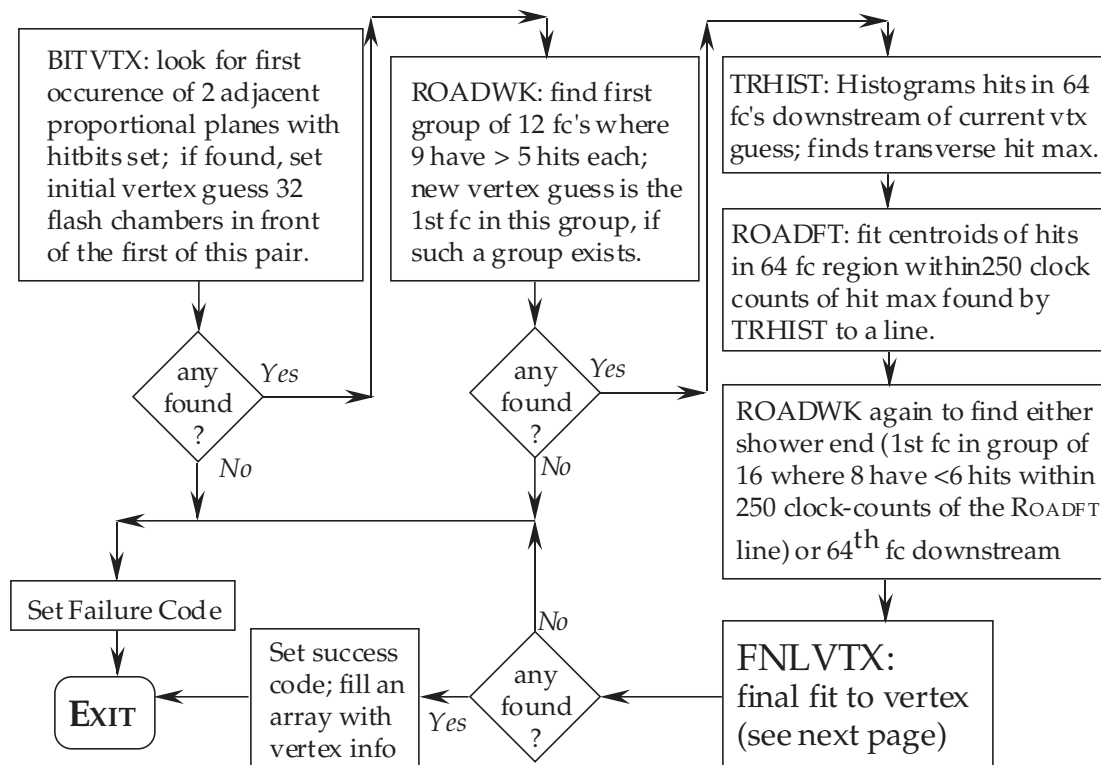 BITVTX: look for first
occurence of 2 adjacent
proportional planes with
hitbits set; if found, set
initial vertex guess 32
flash chambers in front
of the first of this pair.
any
found
?
Yes
No
ROADWK: find first
group of 12 fc's where
9 have > 5 hits each;
new vertex guess is the
1st fc in this group, if
such a group exists.
any
found
?
Yes
No
TRHIST: Histograms hits in 64
fc's downstream of current vtx
guess; finds transverse hit max.
ROADFT: fit centroids of hits
in 64 fc region within250 clock
counts of hit max found by
TRHIST to a line.
ROADWK again to find either
shower end (1st fc in group of
16 where 8 have <6 hits within
250 clock-counts of the ROADFT
line) or 64th fc downstream
FNLVTX:
final fit to vertex
(see next page)
any
found
?
No
Yes
Set success
code; fill an
array with
vertex info
Set Failure Code
EXIT